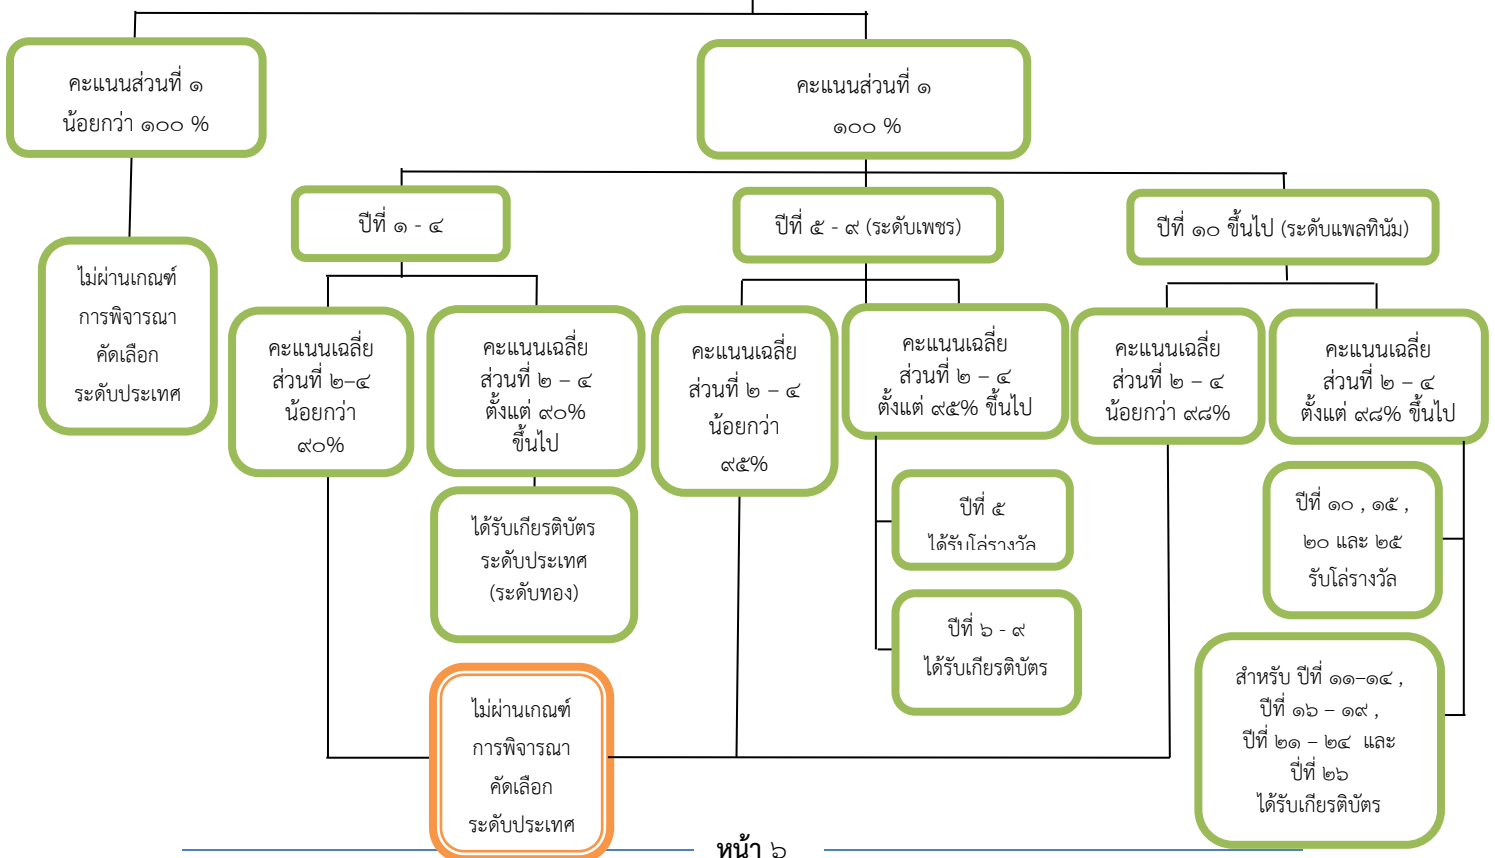 คะแนนส่วนที่ ๑
น้อยกว่า ๑๐๐ %
คะแนนส่วนที่ ๑
๑๐๐ %
ปีที่ ๑ - ๔
ปีที่ ๕ - ๙ (ระดับเพชร)
ปีที่ ๑๐ ขึ้นไป (ระดับแพลทินัม)
ไม่ผ่านเกณฑ์
การพิจารณา
คัดเลือก
ระดับประเทศ
คะแนนเฉลี่ย
ส่วนที่ ๒–๔
น้อยกว่า
๙๐%
คะแนนเฉลี่ย
ส่วนที่ ๒ – ๔
ตั้งแต่ ๙๐%
ขึ้นไป
คะแนนเฉลี่ย
ส่วนที่ ๒ – ๔
น้อยกว่า
๙๕%
คะแนนเฉลี่ย
ส่วนที่ ๒ – ๔
ตั้งแต่ ๙๕% ขึ้นไป
คะแนนเฉลี่ย
ส่วนที่ ๒ – ๔
น้อยกว่า ๙๘%
คะแนนเฉลี่ย
ส่วนที่ ๒ – ๔
ตั้งแต่ ๙๘% ขึ้นไป
ได้รับเกียรติบัตร
ระดับประเทศ
(ระดับทอง)
ปีที่ ๕
ได้รับโล่รางวัล
ปีที่ ๖ - ๙
ได้รับเกียรติบัตร
ปีที่ ๑๐ , ๑๕ ,
๒๐ และ ๒๕
รับโล่รางวัล
สำหรับ ปีที่ ๑๑–๑๔ ,
ปีที่ ๑๖ – ๑๙ ,
ปีที่ ๒๑ – ๒๔ และ
ปี่ที่ ๒๖
ได้รับเกียรติบัตร
ไม่ผ่านเกณฑ์
การพิจารณา
คัดเลือก
ระดับประเทศ
หน้า ๖